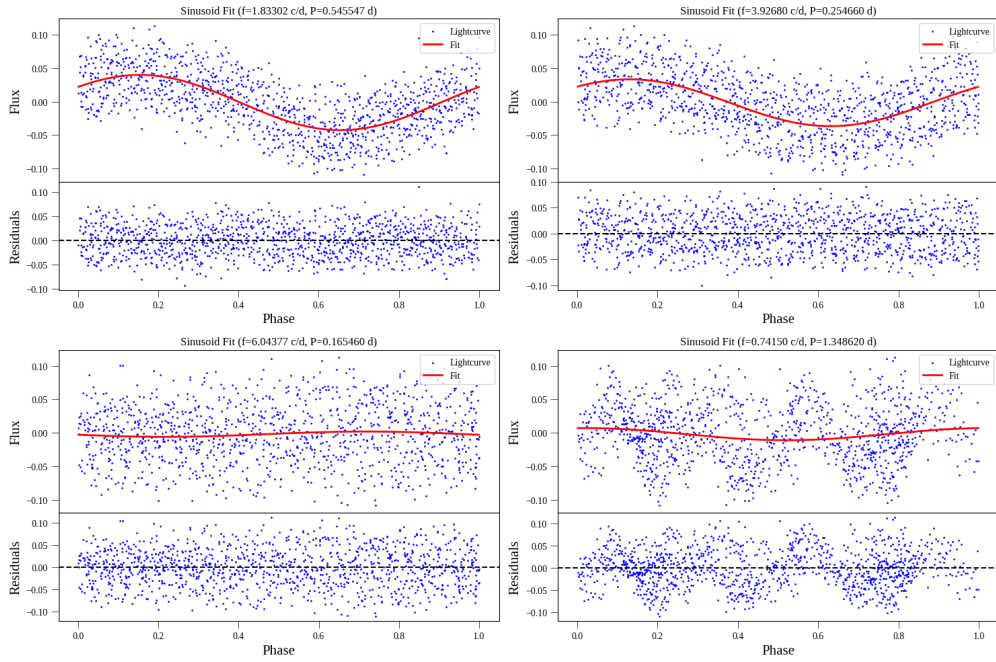 Sinusoid Fit (f=1.83302 c/d, P=0.545547 d)
Flux
0.10
0.05
0.00
−0.05
−0.10
Lightcurve
Fit
Residuals
0.10
0.05
0.00
−0.05
−0.10
0.0 0.2 0.4 0.6 0.8 1.0
Phase
Sinusoid Fit (f=3.92680 c/d, P=0.254660 d)
Flux
0.10
0.05
0.00
−0.05
−0.10
Lightcurve
Fit
Residuals
0.10
0.05
0.00
−0.05
−0.10
0.0 0.2 0.4 0.6 0.8 1.0
Phase
Sinusoid Fit (f=6.04377 c/d, P=0.165460 d)
Flux
0.10
0.05
0.00
−0.05
−0.10
Lightcurve
Fit
Residuals
0.10
0.05
0.00
−0.05
−0.10
0.0 0.2 0.4 0.6 0.8 1.0
Phase
Sinusoid Fit (f=0.74150 c/d, P=1.348620 d)
Flux
0.10
0.05
0.00
−0.05
−0.10
Lightcurve
Fit
Residuals
0.10
0.05
0.00
−0.05
−0.10
0.0 0.2 0.4 0.6 0.8 1.0
Phase